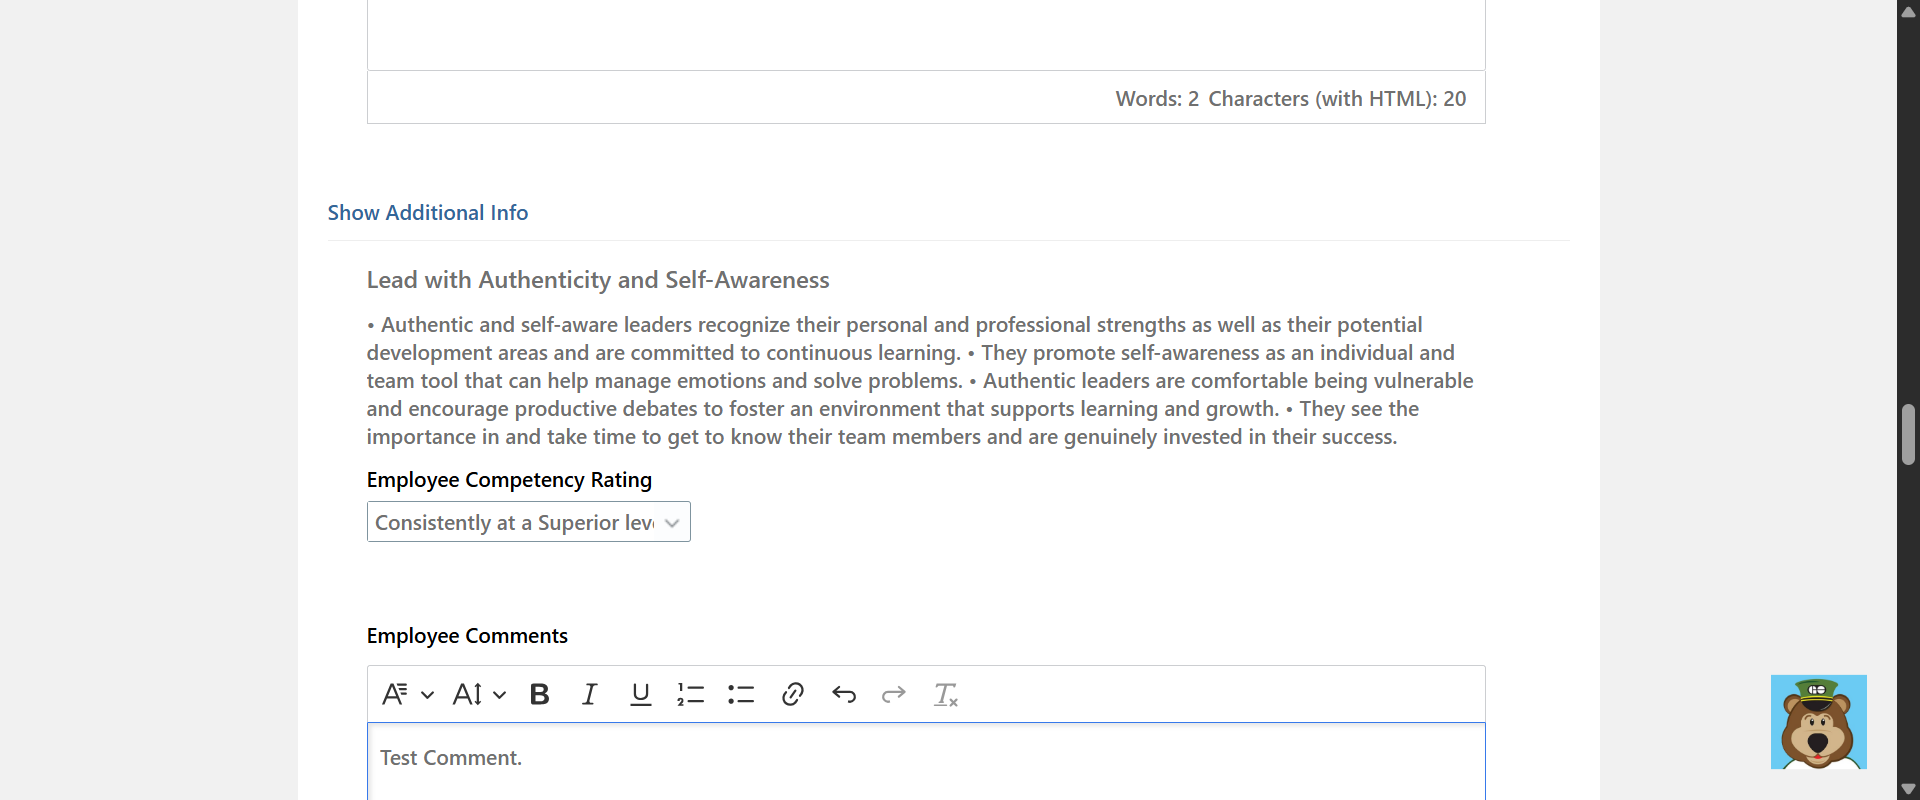 Words: 2 Characters (with HTML): 20
Show Additional Info
Lead with Authenticity and Self-Awareness
• Authentic and self-aware leaders recognize their personal and professional strengths as well as their potential
development areas and are committed to continuous learning. • They promote self-awareness as an individual and
team tool that can help manage emotions and solve problems. • Authentic leaders are comfortable being vulnerable
and encourage productive debates to foster an environment that supports learning and growth. • They see the
importance in and take time to get to know their team members and are genuinely invested in their success.
Employee Competency Rating
Consistently at a Superior leve
Employee Comments
Test Comment.